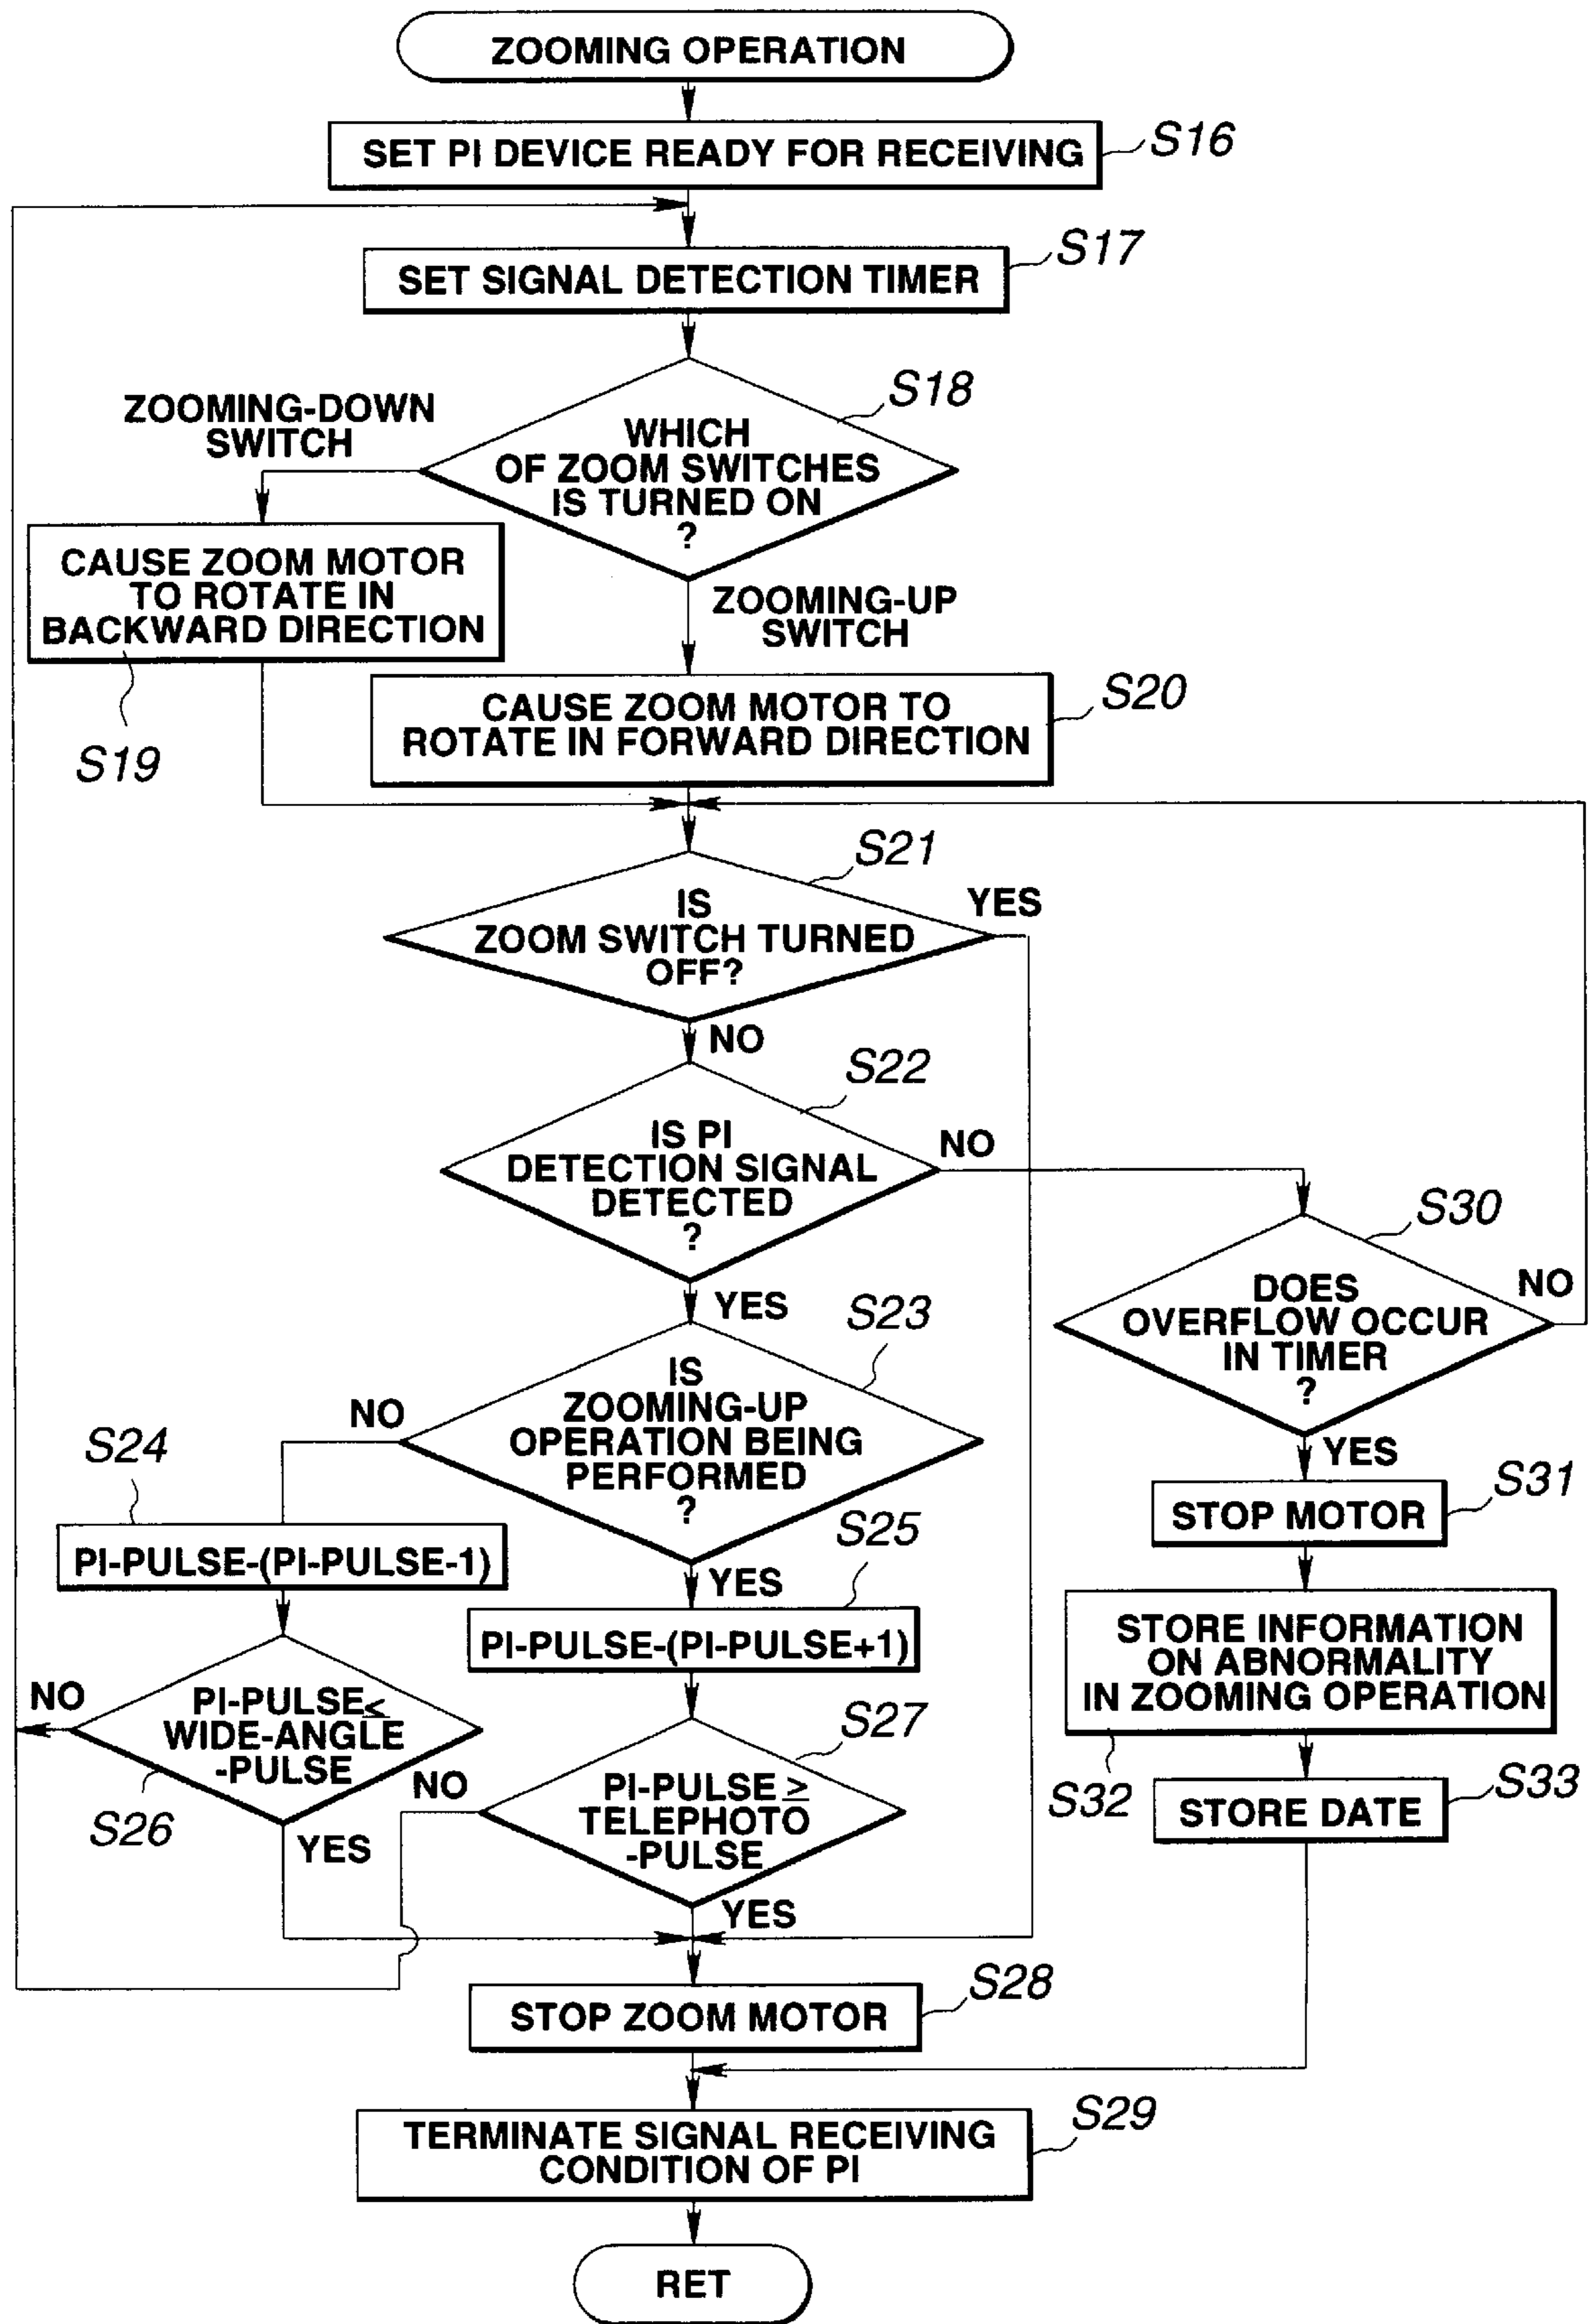 ZOOMING OPERATION
SET PI DEVICE READY FOR RECEIVING
S16
SET SIGNAL DETECTION TIMER
S17
WHICH
OF ZOOM SWITCHES
IS TURNED ON
?
S18
ZOOMING-DOWN
SWITCH
CAUSE ZOOM MOTOR
TO ROTATE IN
BACKWARD DIRECTION
S19
ZOOMING-UP
SWITCH
CAUSE ZOOM MOTOR TO
ROTATE IN FORWARD DIRECTION
S20
IS
ZOOM SWITCH TURNED
OFF?
S21
YES
NO
IS PI
DETECTION SIGNAL
DETECTED
?
S22
NO
YES
DOES
OVERFLOW OCCUR
IN TIMER
?
S30
NO
YES
IS
ZOOMING-UP
OPERATION BEING
PERFORMED
?
S23
NO
YES
S24
PI-PULSE-(PI-PULSE-1)
S25
PI-PULSE-(PI-PULSE+1)
STOP MOTOR
S31
STORE INFORMATION
ON ABNORMALITY
IN ZOOMING OPERATION
S32
STORE DATE
S33
PI-PULSE≤
WIDE-ANGLE
-PULSE
S26
NO
YES
PI-PULSE≥
TELEPHOTO
-PULSE
S27
NO
YES
STOP ZOOM MOTOR
S28
TERMINATE SIGNAL RECEIVING
CONDITION OF PI
S29
RET